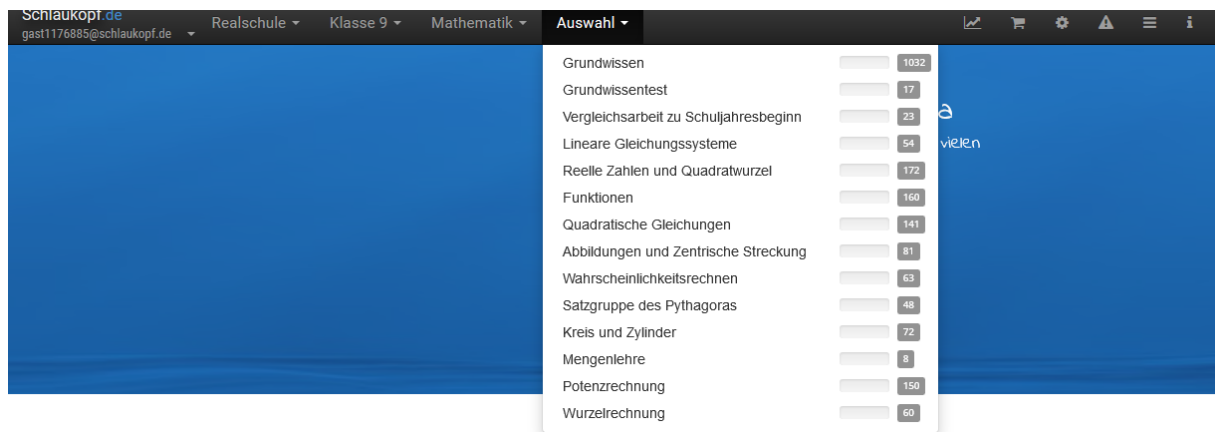 Schlaukopf.de
gast1176885@schlaukopf.de
Realschule Klasse 9 Mathematik Auswahl
Grundwissen 1032
Grundwissentest 17
Vergleichsarbeit zu Schuljahresbeginn 23
Lineare Gleichungssysteme 54
vielen
Reelle Zahlen und Quadratwurzel 172
Funktionen 160
Quadratische Gleichungen 141
Abbildungen und Zentrische Streckung 81
Wahrscheinlichkeitsrechnen 63
Satzgruppe des Pythagoras 48
Kreis und Zylinder 72
Mengenlehre 8
Potenzrechnung 150
Wurzelrechnung 60